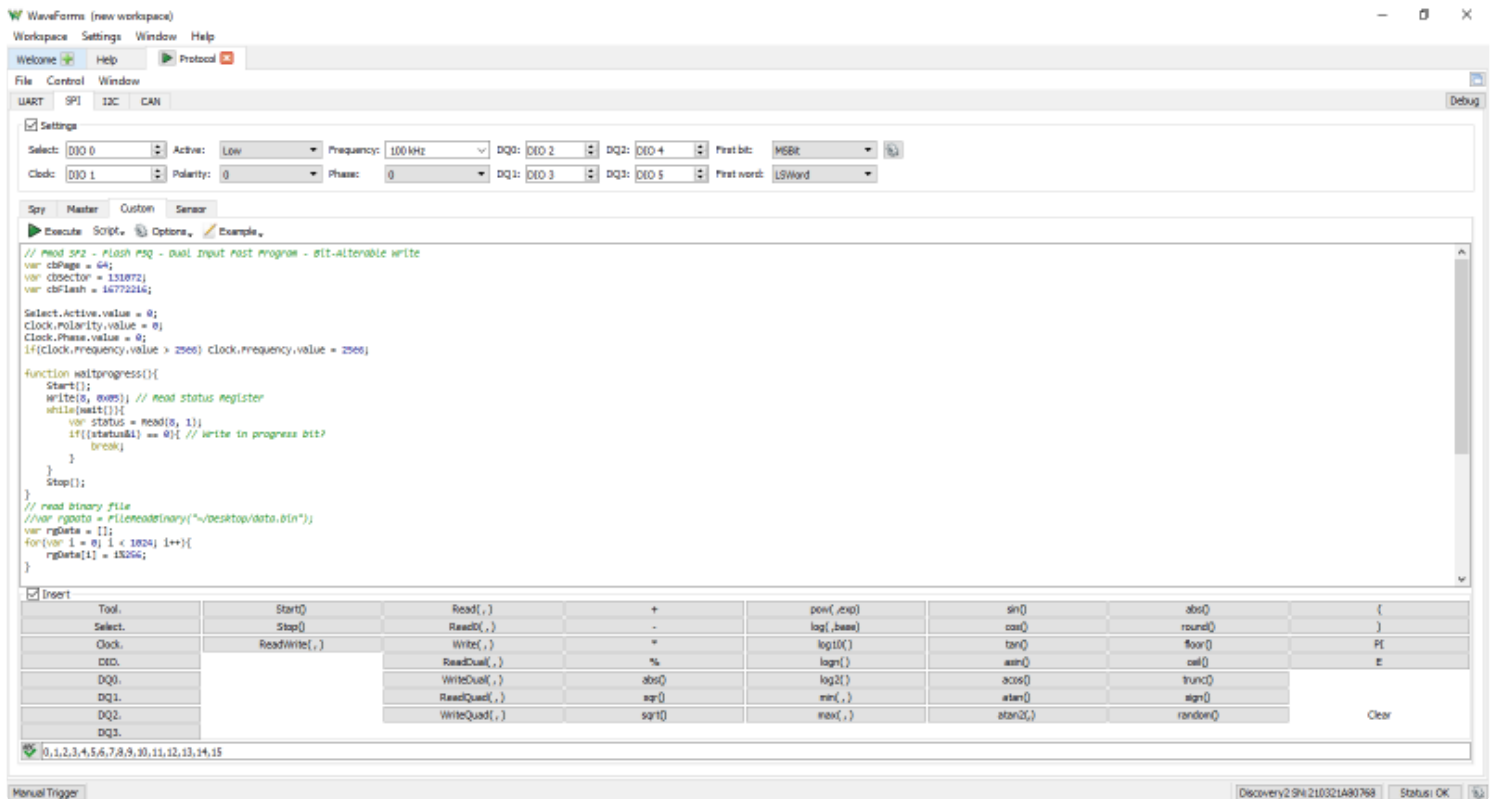 WaveForms (new workspace)
Workspace Settings Window Help
Welcome Help Protocol
File Control Window
UART SPI I2C CAN Debug
Settings
Select: DIO 0 Active: Low Frequency: 100 kHz DQ0: DIO 2 DQ2: DIO 4 First bit: MSBit
Clock: DIO 1 Polarity: 0 Phase: 0 DQ1: DIO 3 DQ3: DIO 5 First word: LSWord
Spy Master Custom Sensor
Execute Script Options Example
// Pmod SF2 - Flash PSQ - Dual Input Fast Program - Bit-Alterable Write
var cbPage = 64;
var cbSector = 131072;
var cbFlash = 16772216;
Select.Active.value = 0;
Clock.Polarity.value = 0;
Clock.Phase.value = 0;
if(Clock.Frequency.value > 25e6) Clock.Frequency.value = 25e6;
function waitprogress(){
Start();
Write(8, 0x05); // Read Status Register
while(wait()){
var status = Read(8, 1);
if((status&1) == 0){ // Write in progress bit?
break;
}
}
Stop();
}
// read binary file
//var rgData = FileReadBinary("~/Desktop/data.bin");
var rgData = [];
for(var i = 0; i < 1024; i++){
rgData[i] = i%256;
}
Insert
Tool. Start() Read( , ) + pow( ,exp) sin() abs() (
Select. Stop() Read0( , ) - log( ,base) cos() round() )
Clock. ReadWrite( , ) Write( , ) * log10( ) tan() floor() PI
DIO. ReadDual( , ) % logn( ) asin() ceil() E
DQ0. WriteDual( , ) abs() log2( ) acos() trunc()
DQ1. ReadQuad( , ) sqr() min( , ) atan() sign()
DQ2. WriteQuad( , ) sqrt() max( , ) atan2(,) random() Clear
DQ3.
0,1,2,3,4,5,6,7,8,9,10,11,12,13,14,15
Manual Trigger Discovery2 SN:210321A80768 Status: OK